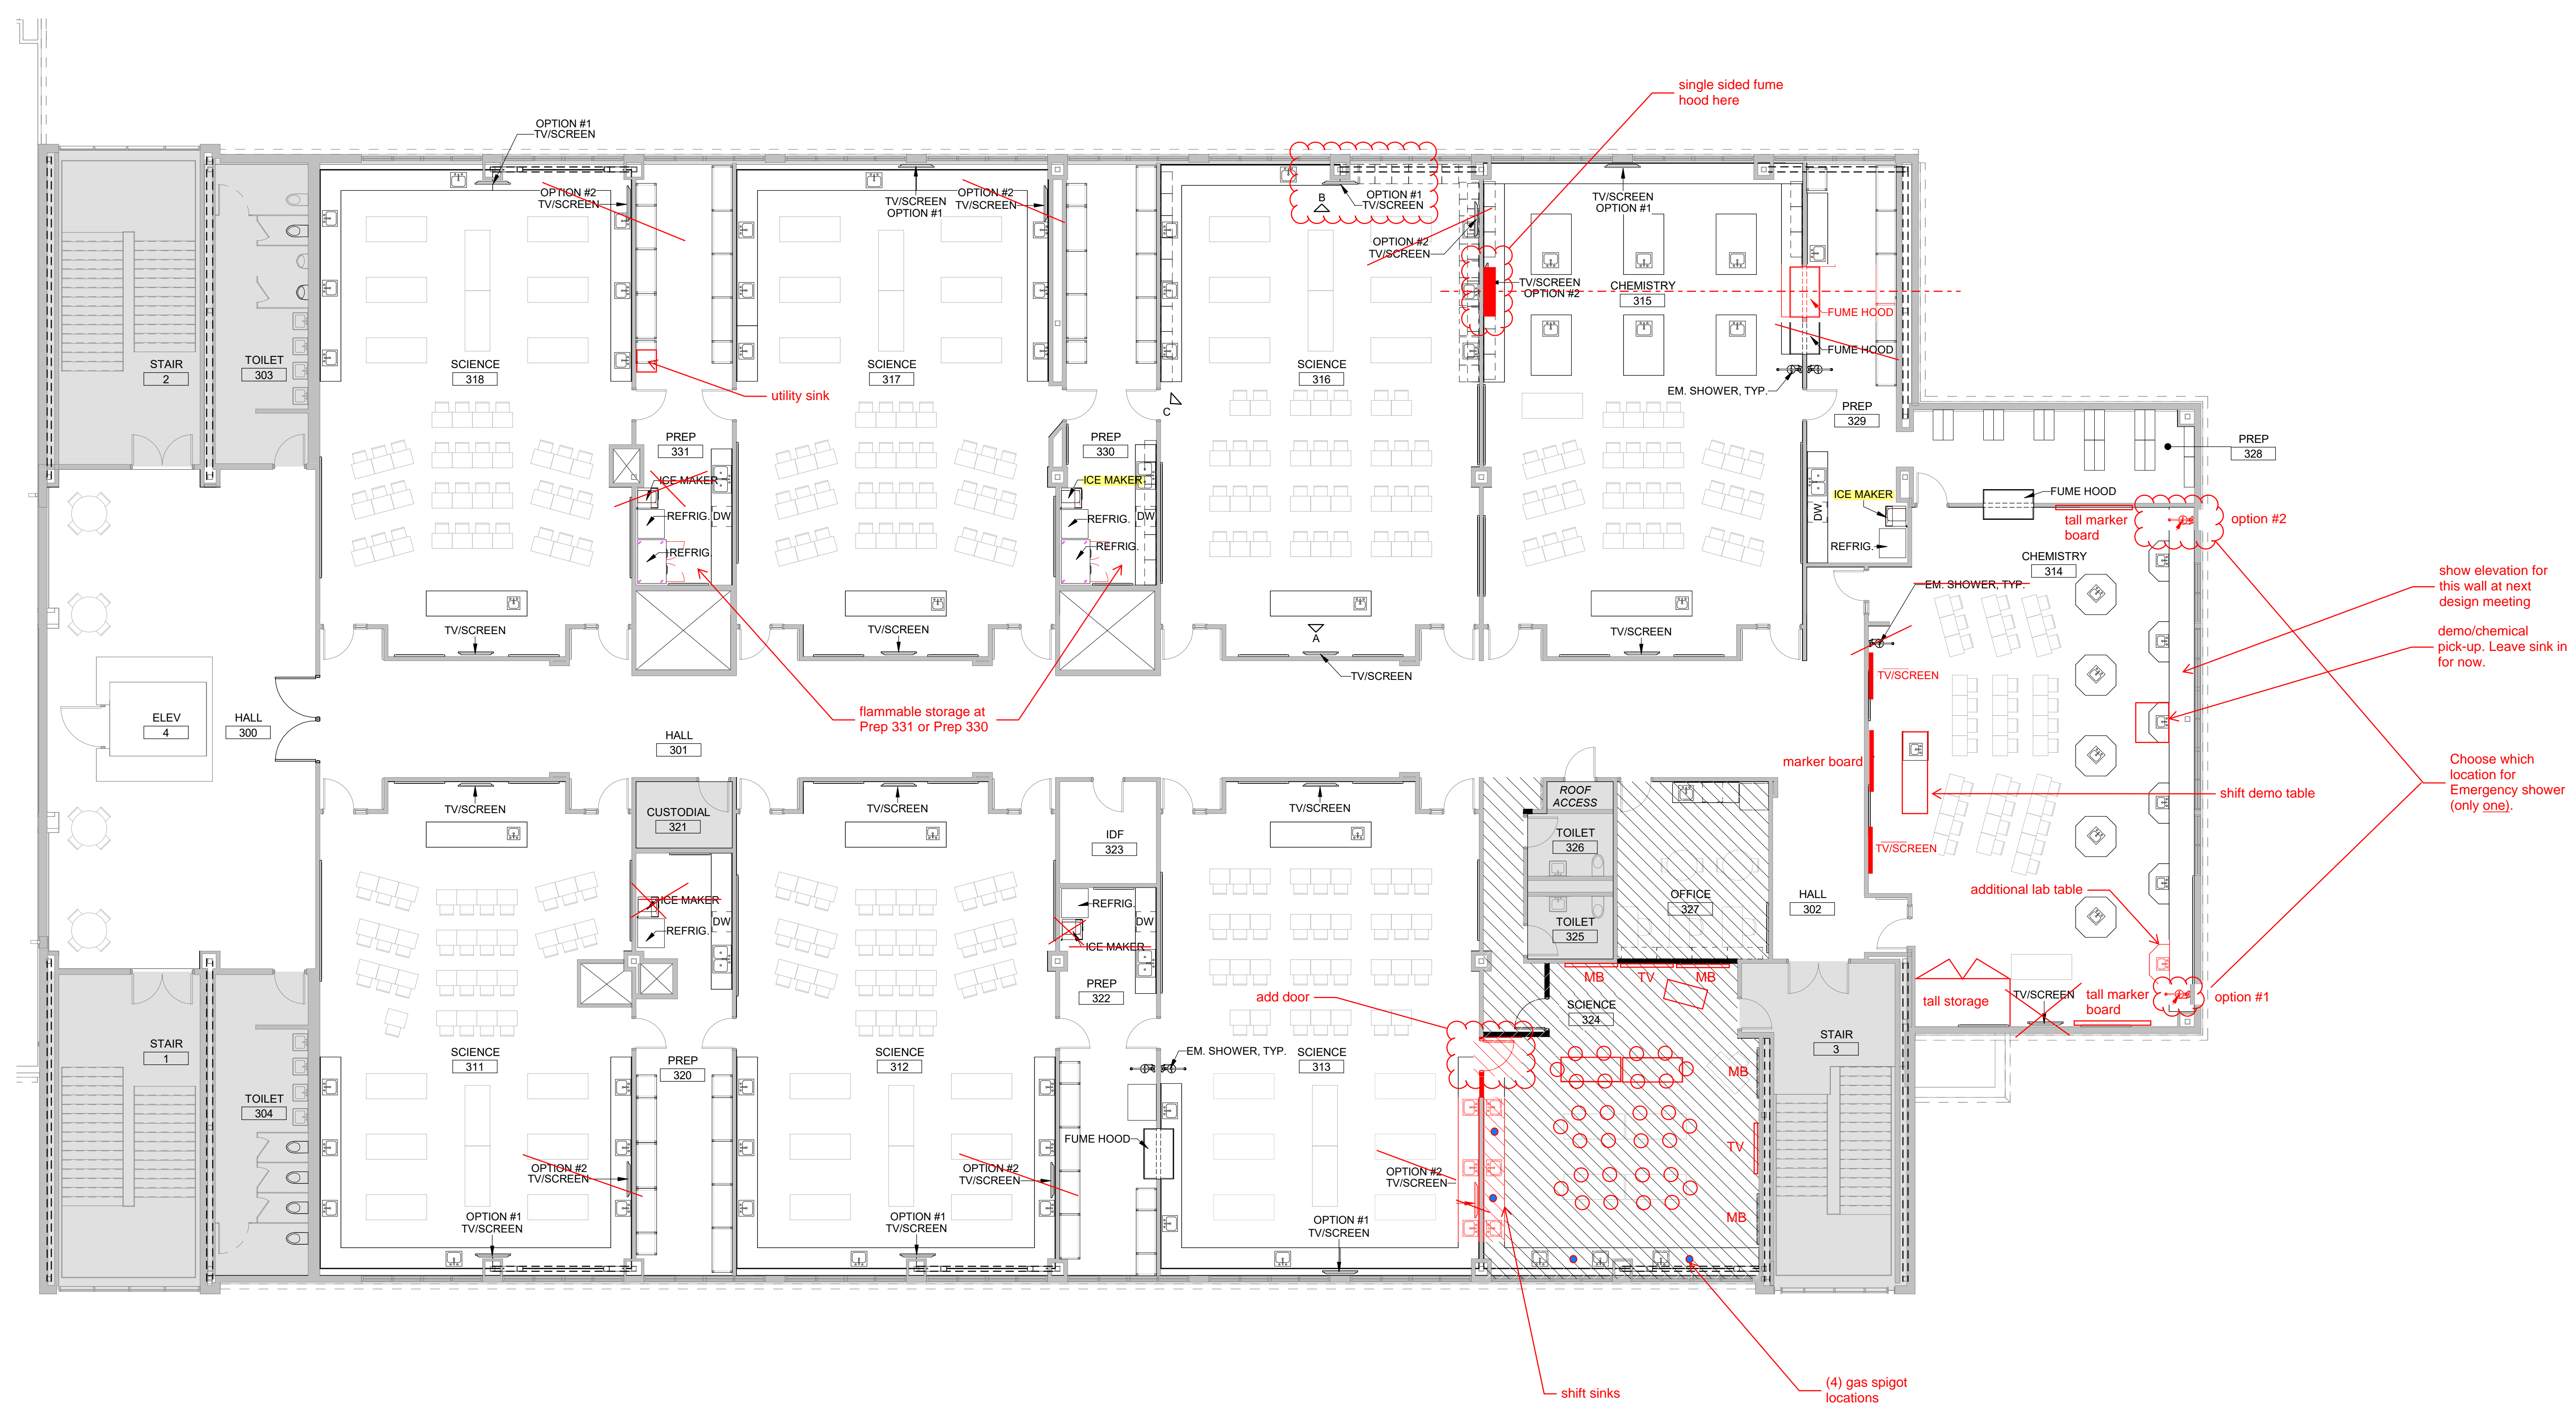 single sided fume
hood here
OPTION #1
TV/SCREEN
OPTION #2
TV/SCREEN
TV/SCREEN
OPTION #1
OPTION #2
TV/SCREEN
OPTION #1
TV/SCREEN
B
OPTION #2
TV/SCREEN
TV/SCREEN
OPTION #1
TV/SCREEN
OPTION #2
CHEMISTRY
315
FUME HOOD
FUME HOOD
EM. SHOWER, TYP.
STAIR
2
TOILET
303
SCIENCE
318
utility sink
SCIENCE
317
SCIENCE
316
C
PREP
331
PREP
330
PREP
329
PREP
328
ICE MAKER
REFRIG.
DW
REFRIG.
ICE MAKER
REFRIG.
DW
REFRIG.
ICE MAKER
DW
REFRIG.
FUME HOOD
tall marker
board
option #2
CHEMISTRY
314
EM. SHOWER, TYP.
show elevation for
this wall at next
design meeting
demo/chemical
pick-up. Leave sink in
for now.
TV/SCREEN
TV/SCREEN
A
TV/SCREEN
TV/SCREEN
TV/SCREEN
flammable storage at
Prep 331 or Prep 330
ELEV
4
HALL
300
HALL
301
marker board
Choose which
location for
Emergency shower
(only one).
shift demo table
TV/SCREEN
TV/SCREEN
TV/SCREEN
TV/SCREEN
CUSTODIAL
321
IDF
323
ROOF
ACCESS
TOILET
326
TOILET
325
OFFICE
327
HALL
302
additional lab table
ICE MAKER
REFRIG.
DW
REFRIG.
DW
ICE MAKER
PREP
322
add door
MB
TV
MB
SCIENCE
324
tall storage
TV/SCREEN
tall marker
board
option #1
STAIR
1
TOILET
304
SCIENCE
311
PREP
320
SCIENCE
312
EM. SHOWER, TYP.
SCIENCE
313
STAIR
3
MB
TV
MB
FUME HOOD
OPTION #2
TV/SCREEN
OPTION #2
TV/SCREEN
OPTION #2
TV/SCREEN
OPTION #1
TV/SCREEN
OPTION #1
TV/SCREEN
OPTION #1
TV/SCREEN
shift sinks
(4) gas spigot
locations